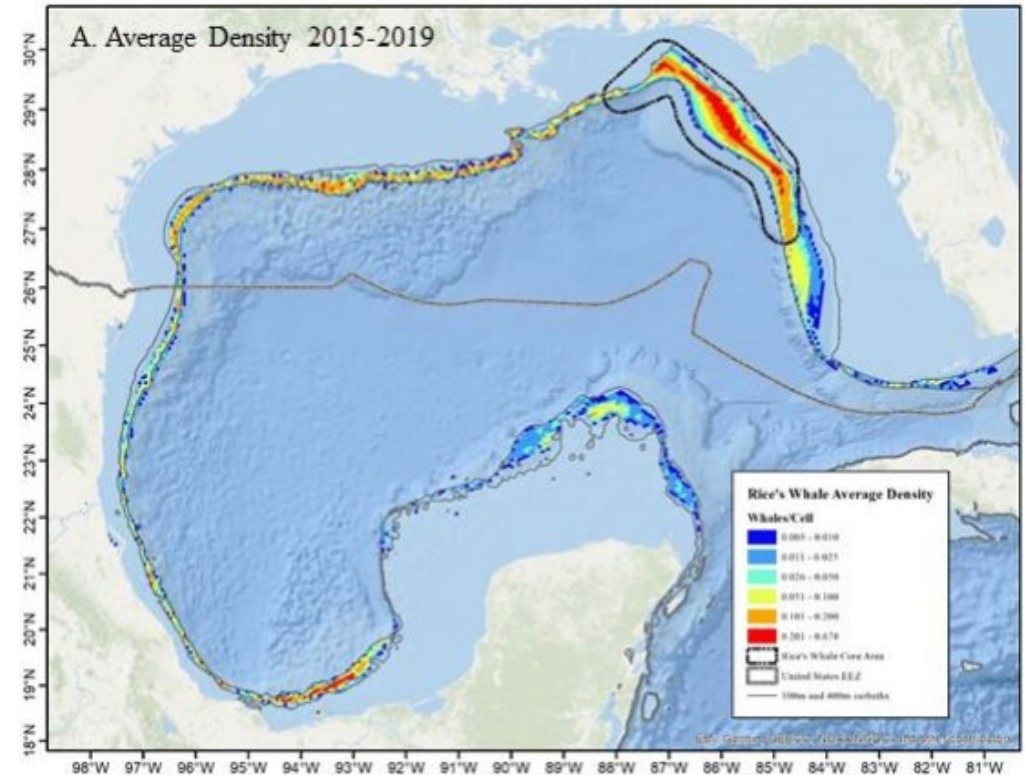 A. Average Density 2015-2019
30°N
29°N
28°N
27°N
26°N
25°N
24°N
23°N
22°N
21°N
20°N
19°N
18°N
Rice's Whale Average Density
Whales/Cell
0.005 - 0.010
0.011 - 0.025
0.026 - 0.050
0.051 - 0.100
0.101 - 0.200
0.201 - 0.678
Rice's Whale Core Area
United States EEZ
100m and 400m isobaths
98°W 97°W 96°W 95°W 94°W 93°W 92°W 91°W 90°W 89°W 88°W 87°W 86°W 85°W 84°W 83°W 82°W 81°W